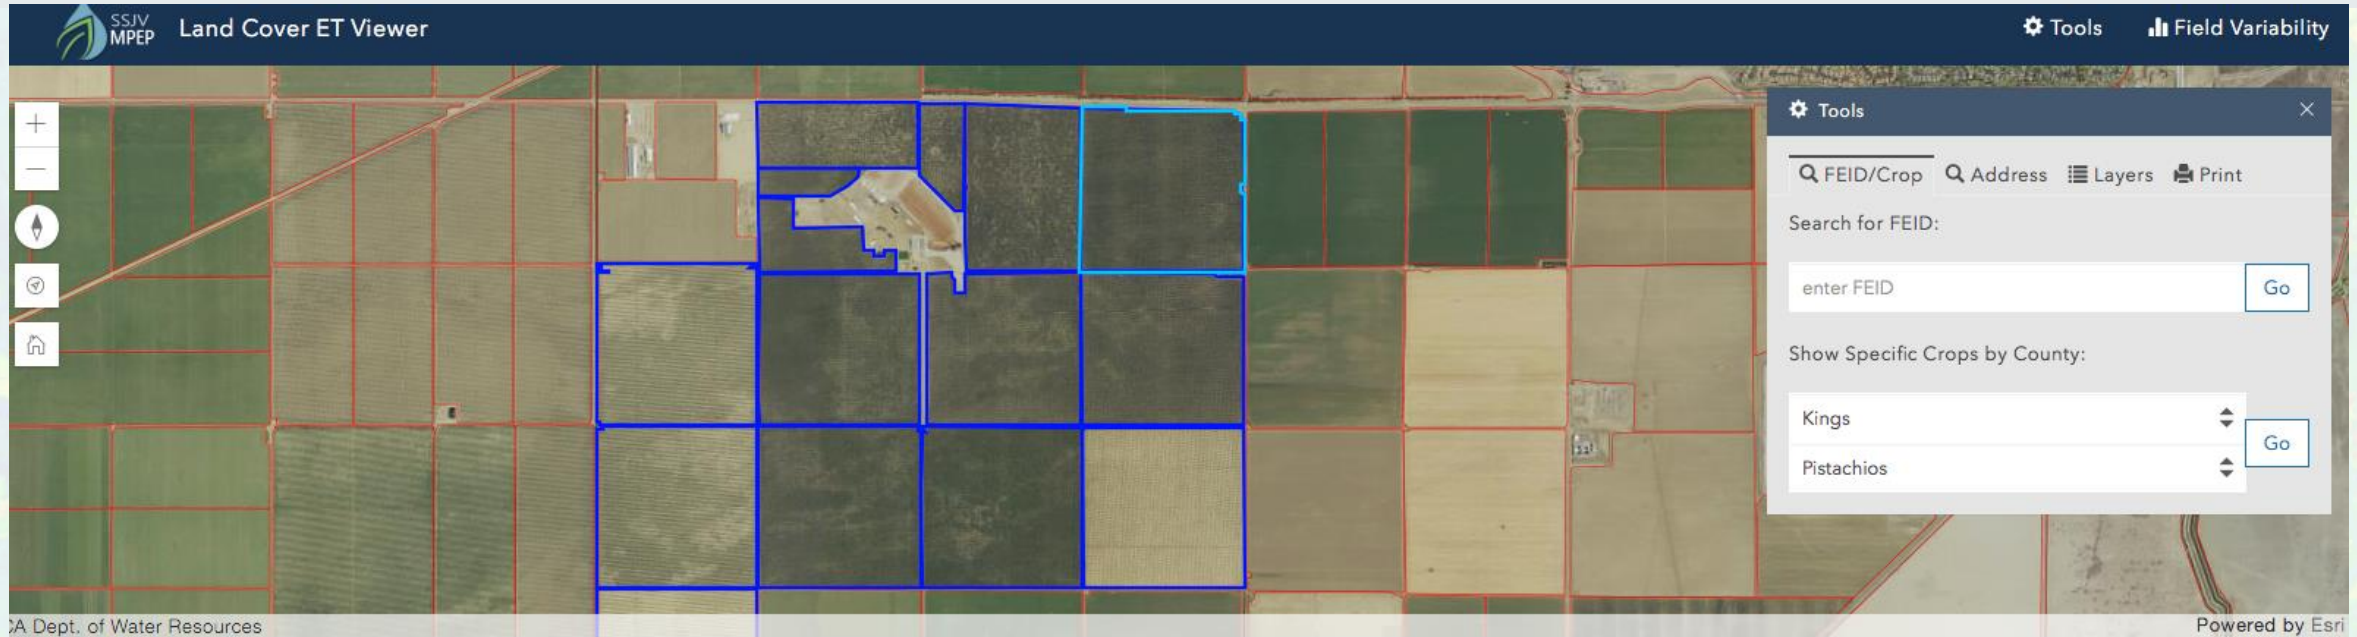 SSJV
MPEP
Land Cover ET Viewer
Tools
Field Variability
Tools
FEID/Crop
Address
Layers
Print
Search for FEID:
enter FEID
Go
Show Specific Crops by County:
Kings
Go
Pistachios
CA Dept. of Water Resources
Powered by Esri